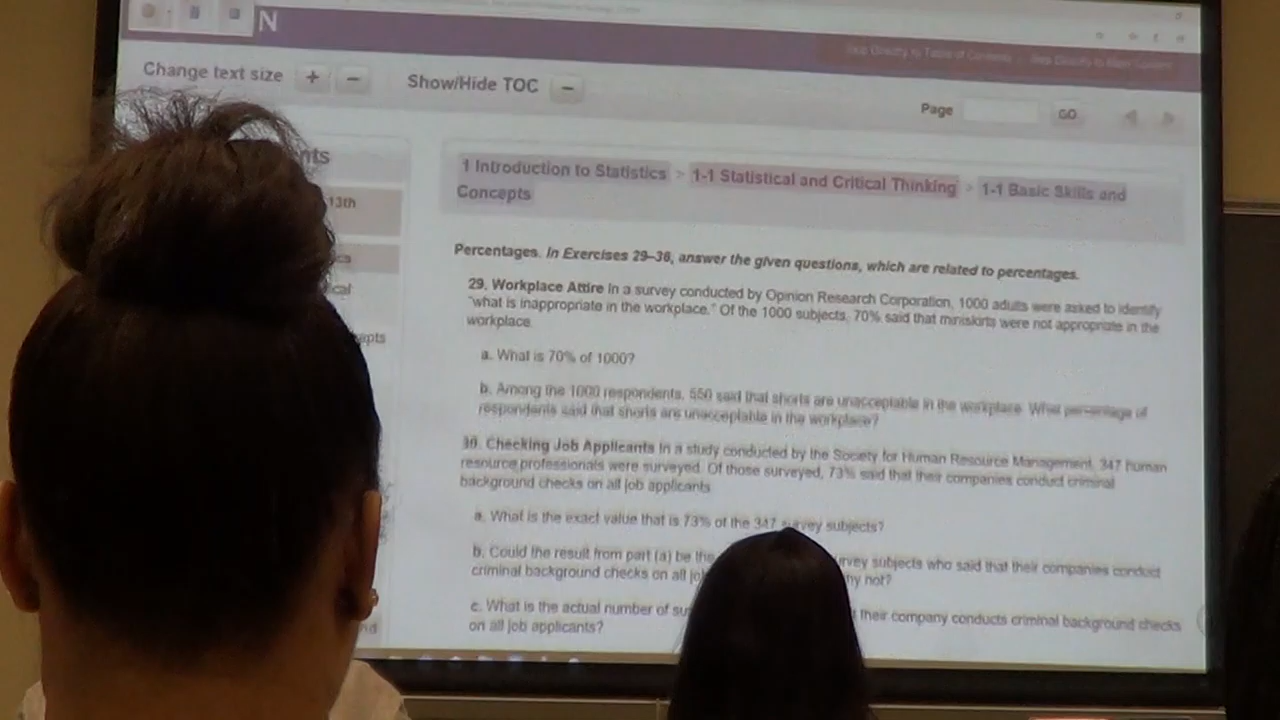 N
Change text size + − Show/Hide TOC −
Page GO
nts
13th
ca
ical
epts
nd
1 Introduction to Statistics > 1-1 Statistical and Critical Thinking > 1-1 Basic Skills and
Concepts
Percentages. In Exercises 29–36, answer the given questions, which are related to percentages.
29. Workplace Attire In a survey conducted by Opinion Research Corporation, 1000 adults were asked to identify
"what is inappropriate in the workplace." Of the 1000 subjects, 70% said that miniskirts were not appropriate in the
workplace.
a. What is 70% of 1000?
b. Among the 1000 respondents, 550 said that shorts are unacceptable in the workplace. What percentage of
respondents said that shorts are unacceptable in the workplace?
30. Checking Job Applicants In a study conducted by the Society for Human Resource Management, 347 human
resource professionals were surveyed. Of those surveyed, 73% said that their companies conduct criminal
background checks on all job applicants.
a. What is the exact value that is 73% of the 347 survey subjects?
b. Could the result from part (a) be the urvey subjects who said that their companies conduct
criminal background checks on all jo hy not?
c. What is the actual number of su their company conducts criminal background checks
on all job applicants?